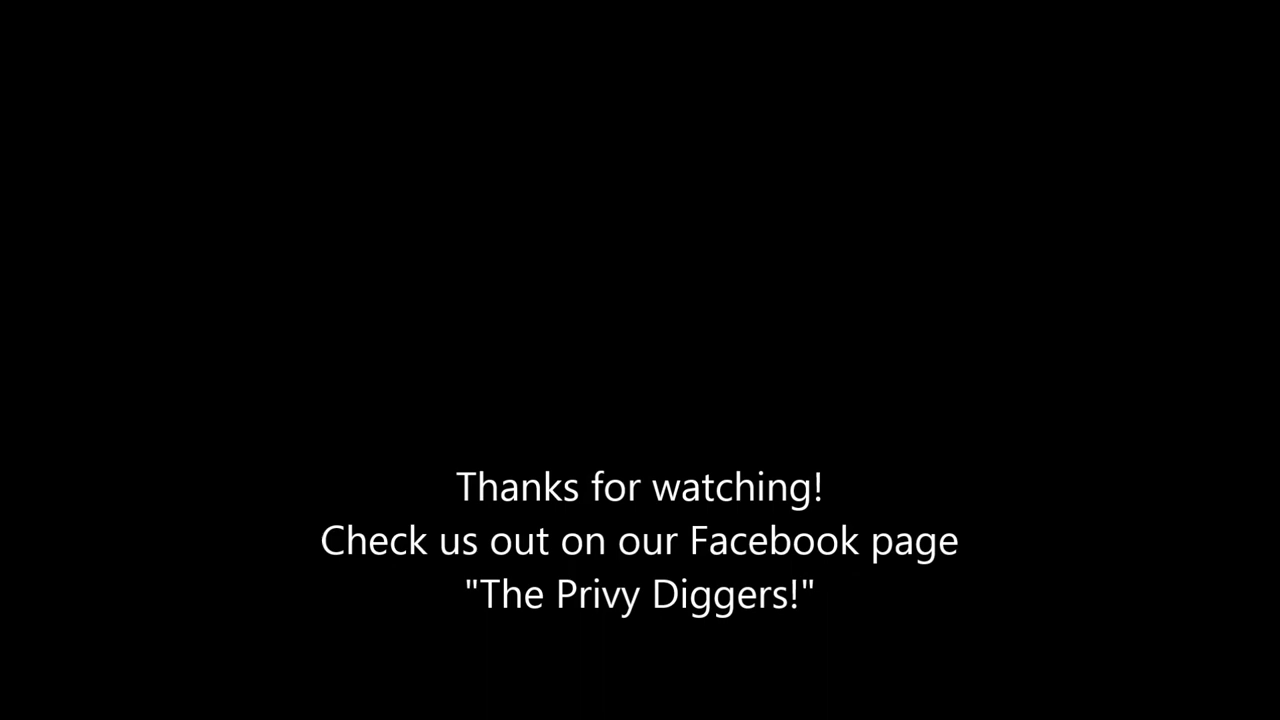 Thanks for watching!
Check us out on our Facebook page
"The Privy Diggers!"